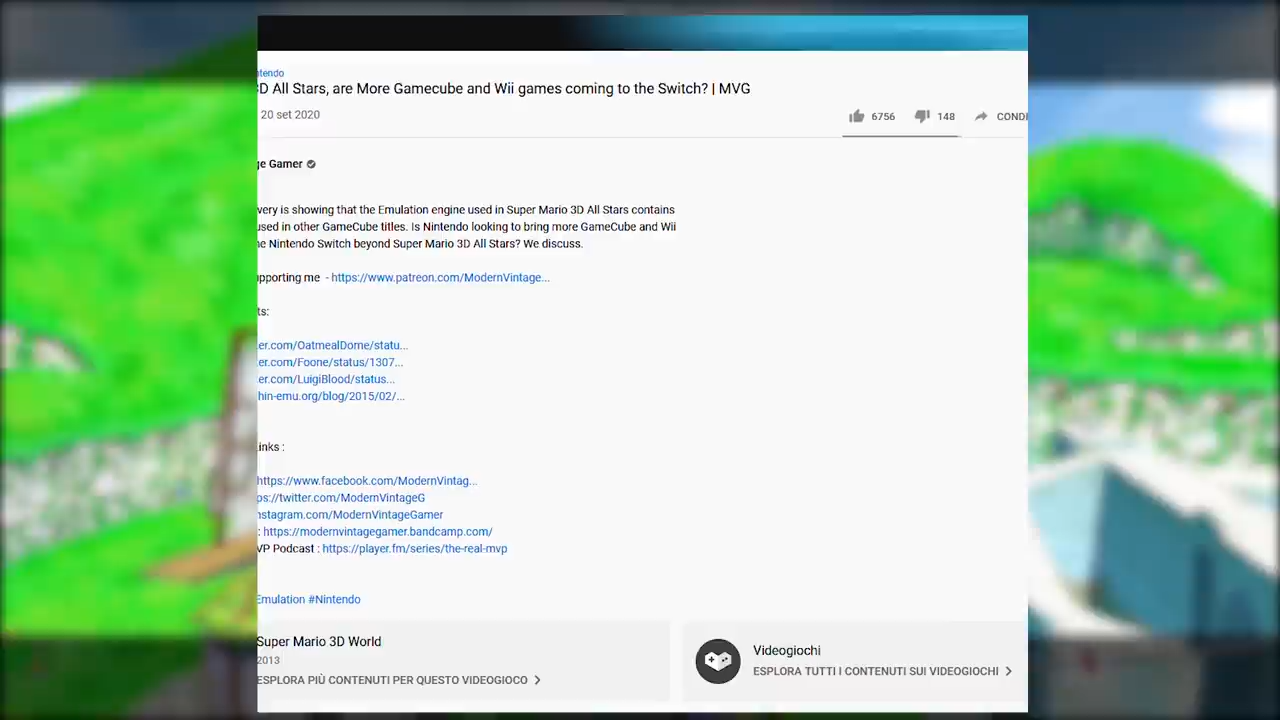 ntendo
3D All Stars, are More Gamecube and Wii games coming to the Switch? | MVG
20 set 2020
6756
148
CONDI
ge Gamer
very is showing that the Emulation engine used in Super Mario 3D All Stars contains
used in other GameCube titles. Is Nintendo looking to bring more GameCube and Wii
he Nintendo Switch beyond Super Mario 3D All Stars? We discuss.
pporting me - https://www.patreon.com/ModernVintage...
ts:
er.com/OatmealDome/statu...
er.com/Foone/status/1307...
er.com/LuigiBlood/status...
hin-emu.org/blog/2015/02/...
Links :
https://www.facebook.com/ModernVintag...
ps://twitter.com/ModernVintageG
nstagram.com/ModernVintageGamer
: https://modernvintagegamer.bandcamp.com/
VP Podcast : https://player.fm/series/the-real-mvp
Emulation #Nintendo
Super Mario 3D World
2013
ESPLORA PIÙ CONTENUTI PER QUESTO VIDEOGIOCO
Videogiochi
ESPLORA TUTTI I CONTENUTI SUI VIDEOGIOCHI